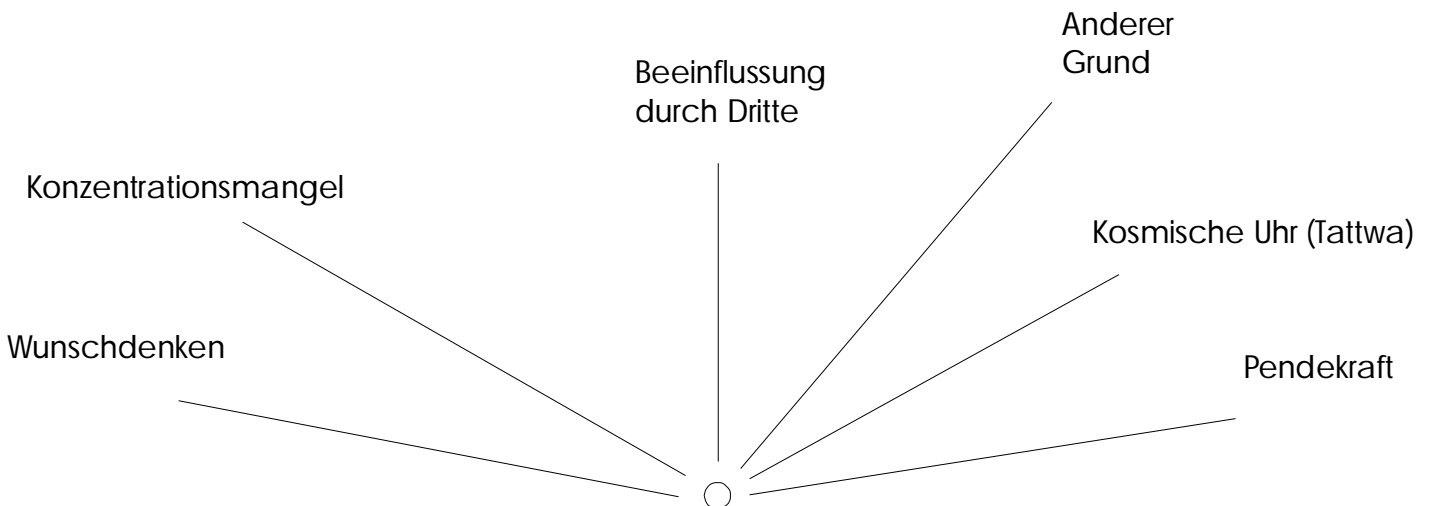 Anderer
Grund
Beeinflussung
durch Dritte
Konzentrationsmangel
Kosmische Uhr (Tattwa)
Wunschdenken
Pendekraft